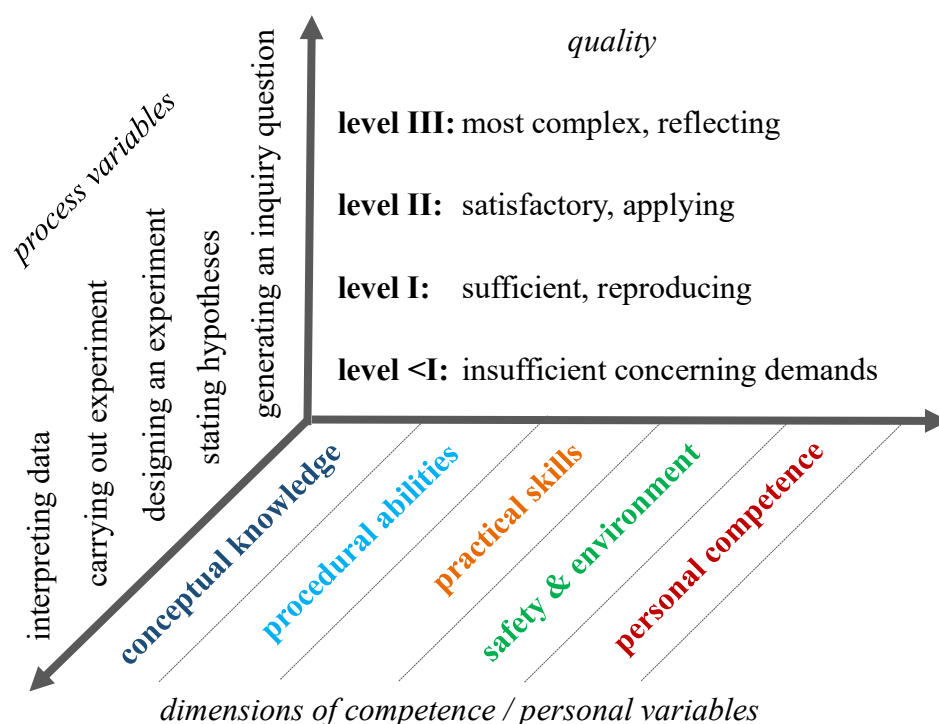 quality
process variables
level III: most complex, reflecting
level II: satisfactory, applying
level I: sufficient, reproducing
level <I: insufficient concerning demands
generating an inquiry question
stating hypotheses
designing an experiment
carrying out experiment
interpreting data
conceptual knowledge
procedural abilities
practical skills
safety & environment
personal competence
dimensions of competence / personal variables